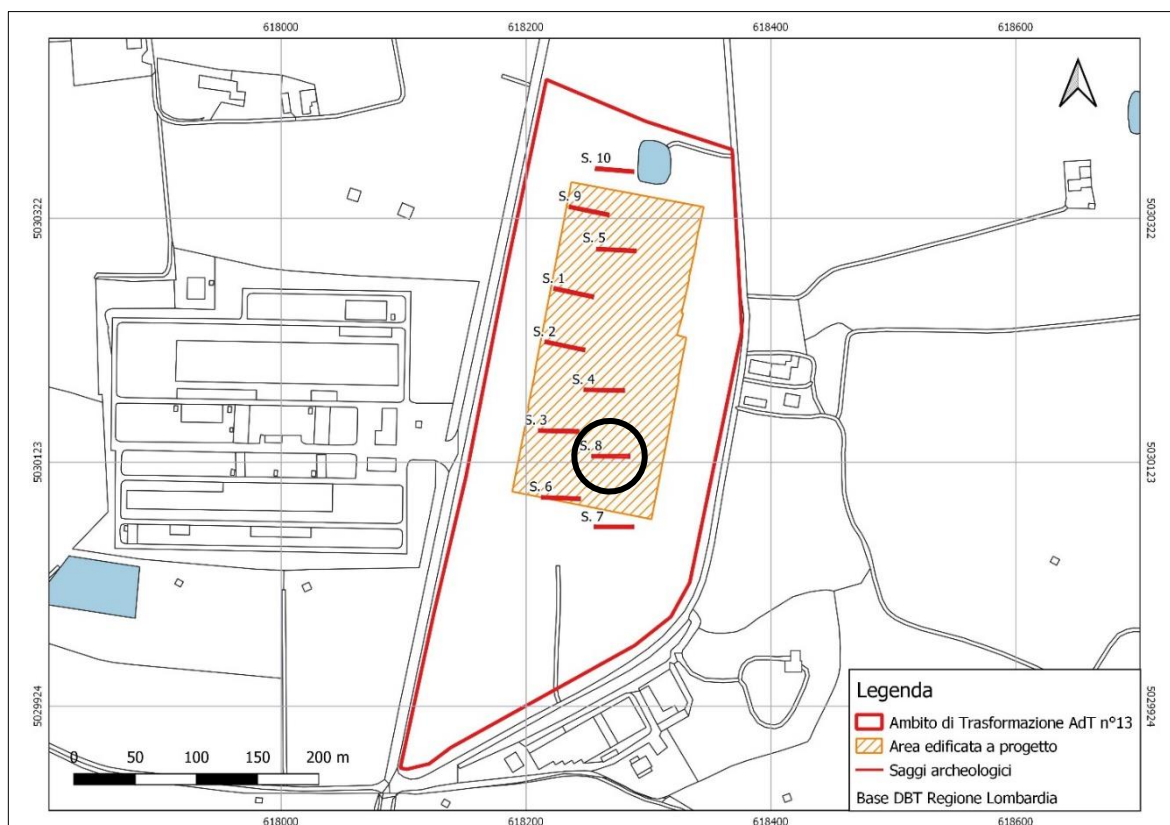 618000 618200 618400 618600
5030322 5030322
5030123 5030123
5029924 5029924
S. 10
S. 9
S. 5
S. 1
S. 2
S. 4
S. 3
S. 8
S. 6
S. 7
0 50 100 150 200 m
Legenda
Ambito di Trasformazione AdT n°13
Area edificata a progetto
Saggi archeologici
Base DBT Regione Lombardia
618000 618200 618400 618600